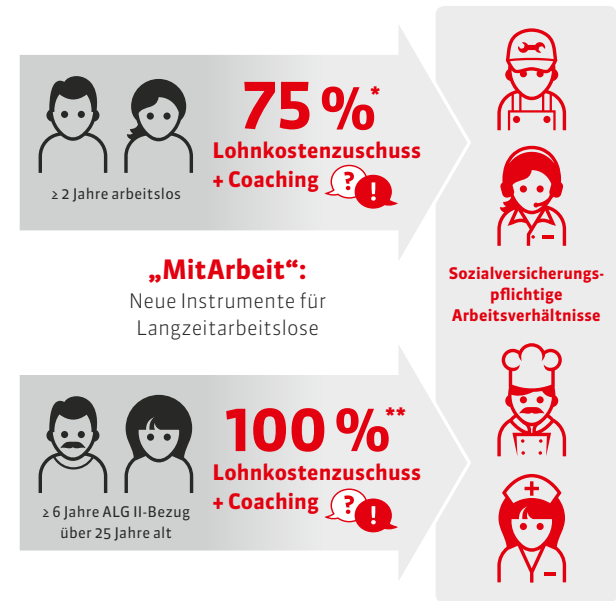 75 %*
Lohnkostenzuschuss
+ Coaching ? !
≥ 2 Jahre arbeitslos
„MitArbeit“:
Neue Instrumente für
Langzeitarbeitslose
Sozialversicherungs-
pflichtige
Arbeitsverhältnisse
100 %**
Lohnkostenzuschuss
+ Coaching ? !
≥ 6 Jahre ALG II-Bezug
über 25 Jahre alt